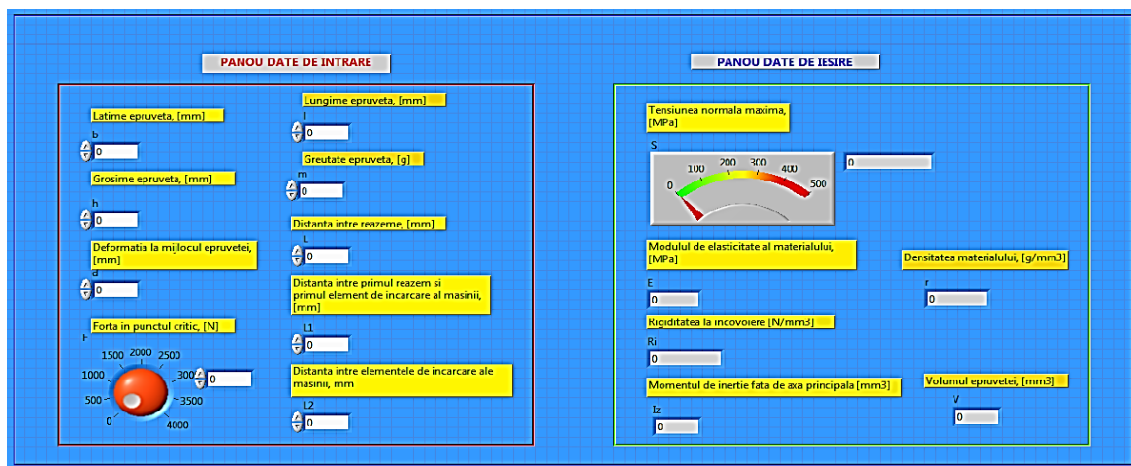 PANOU DATE DE INTRARE
Latime epruveta, [mm]
b
0
Grosime epruveta, [mm]
h
0
Deformatia la mijlocul epruvetei,
[mm]
d
0
Forta in punctul critic, [N]
F
0
500
1000
1500
2000
2500
300
3500
4000
0
Lungime epruveta, [mm]
l
0
Greutate epruveta, [g]
m
0
Distanta intre reazeme, [mm]
L
0
Distanta intre primul reazem si
primul element de incarcare al masinii,
[mm]
L1
0
Distanta intre elementele de incarcare ale
masinii, mm
L2
0
PANOU DATE DE IESIRE
Tensiunea normala maxima,
[MPa]
S
0
100
200
300
400
500
0
Modulul de elasticitate al materialului,
[MPa]
E
0
Rigiditatea la incovoiere [N/mm3]
Ri
0
Momentul de inertie fata de axa principala [mm3]
Iz
0
Densitatea materialului, [g/mm3]
r
0
Volumul epruvetei, [mm3]
V
0